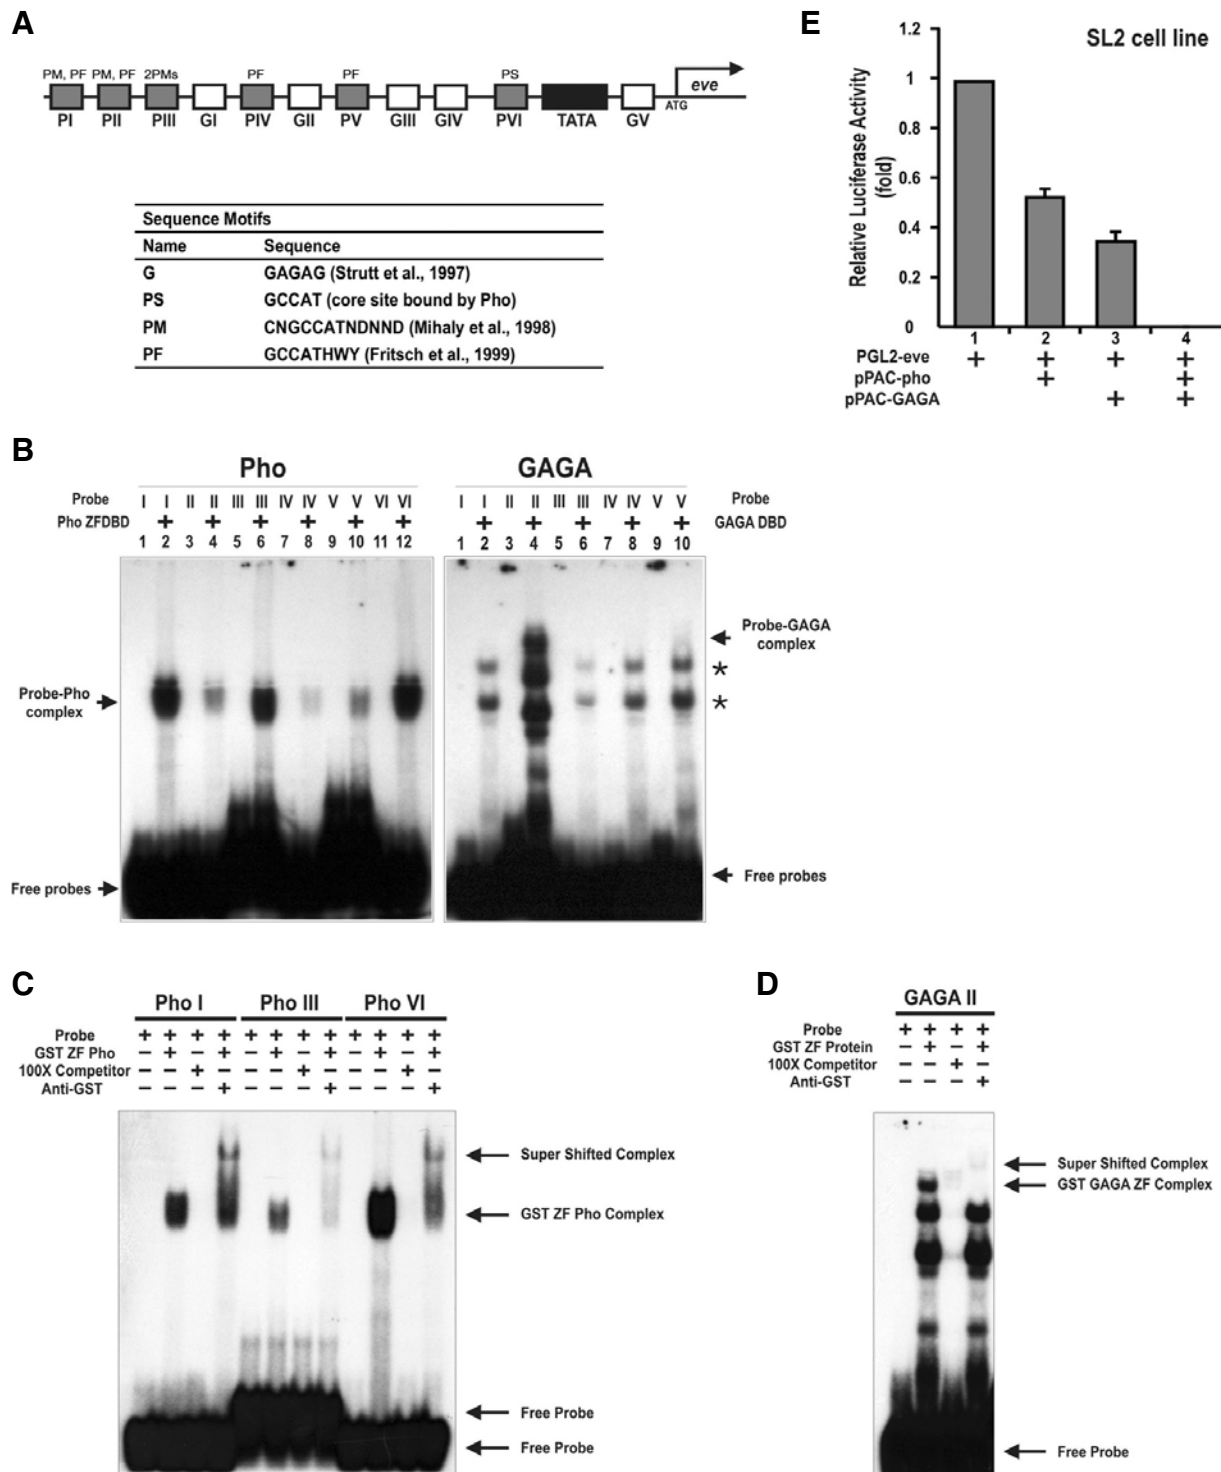 A
PM, PF PM, PF 2PMs PF PF PS
eve
ATG
PI PII PIII GI PIV GII PV GIII GIV PVI TATA GV
Sequence Motifs
Name Sequence
G GAGAG (Strutt et al., 1997)
PS GCCAT (core site bound by Pho)
PM CNGCCATNDNND (Mihaly et al., 1998)
PF GCCATHWY (Fritsch et al., 1999)
E
SL2 cell line
Relative Luciferase Activity
(fold)
1.2
1
0.8
0.6
0.4
0.2
0
1 2 3 4
PGL2-eve + + + +
pPAC-pho + +
pPAC-GAGA + +
B
Pho
Probe I I II II III III IV IV V V VI VI
Pho ZFDBD + + + + + +
1 2 3 4 5 6 7 8 9 10 11 12
Probe-Pho
complex
Free probes
GAGA
I I II II III III IV IV V V Probe
+ + + + + GAGA DBD
1 2 3 4 5 6 7 8 9 10
Probe-GAGA
complex
*
*
Free probes
C
Pho I Pho III Pho VI
Probe + + + + + + + + + + + +
GST ZF Pho – + – + – + – + – + – +
100X Competitor – – + – – – + – – – + –
Anti-GST – – – + – – – + – – – +
Super Shifted Complex
GST ZF Pho Complex
Free Probe
Free Probe
D
GAGA II
Probe + + + +
GST ZF Protein – + – +
100X Competitor – – + –
Anti-GST – – – +
Super Shifted Complex
GST GAGA ZF Complex
Free Probe